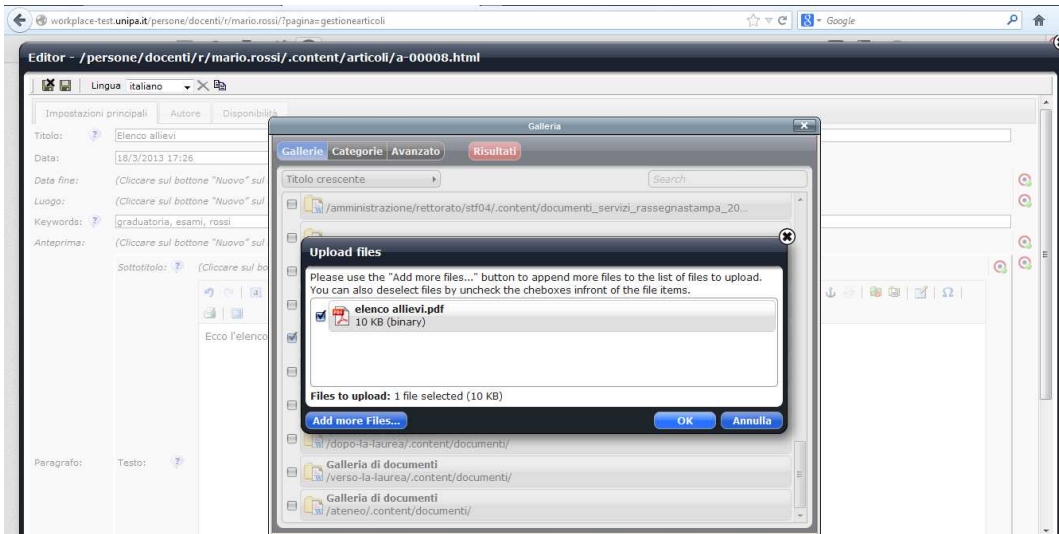 workplace-test.unipa.it/persone/docenti/r/mario.rossi/?pagina=gestionearticoli
Google
Editor - /persone/docenti/r/mario.rossi/.content/articoli/a-00008.html
Lingua italiano
Impostazioni principali Autore Disponibilità
Galleria
Titolo: Elenco allievi
Gallerie Categorie Avanzato Risultati
Data: 18/3/2013 17:26
Data fine: (Cliccare sul bottone "Nuovo" sul
Titolo crescente Search
Luogo: (Cliccare sul bottone "Nuovo" sul
/amministrazione/rettorato/stf04/.content/documenti_servizi_rassegnastampa_20...
Keywords: graduatoria, esami, rossi
Anteprima: (Cliccare sul bottone "Nuovo" sul
Upload files
Sottotitolo: (Cliccare sul bo
Please use the "Add more files..." button to append more files to the list of files to upload.
You can also deselect files by uncheck the cheboxes infront of the file items.
elenco allievi.pdf
10 KB (binary)
Ecco l'elenco
Files to upload: 1 file selected (10 KB)
Add more Files... OK Annulla
/dopo-la-laurea/.content/documenti/
Paragrafo: Testo:
Galleria di documenti
/verso-la-laurea/.content/documenti/
Galleria di documenti
/ateneo/.content/documenti/